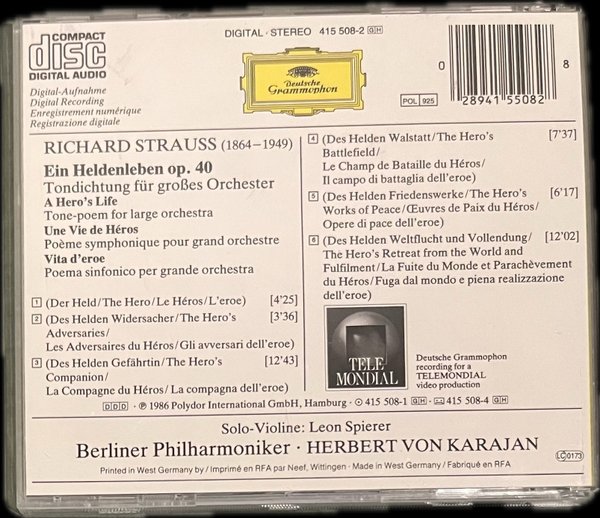 COMPACT
disc
DIGITAL AUDIO
DIGITAL · STEREO 415 508-2 GH
Deutsche
Grammophon
0
8
28941 55082
POL 925
Digital-Aufnahme
Digital Recording
Enregistrement numérique
Registrazione digitale
RICHARD STRAUSS (1864–1949)
Ein Heldenleben op. 40
Tondichtung für großes Orchester
A Hero's Life
Tone-poem for large orchestra
Une Vie de Héros
Poème symphonique pour grand orchestre
Vita d'eroe
Poema sinfonico per grande orchestra
1 (Der Held/The Hero/Le Héros/L'eroe) [4'25]
2 (Des Helden Widersacher/The Hero's [3'36]
Adversaries/
Les Adversaires du Héros/Gli avversari dell'eroe)
3 (Des Helden Gefährtin/The Hero's [12'43]
Companion/
La Compagne du Héros/La compagna dell'eroe)
4 (Des Helden Walstatt/The Hero's [7'37]
Battlefield/
Le Champ de Bataille du Héros/
Il campo di battaglia dell'eroe)
5 (Des Helden Friedenswerke/The Hero's [6'17]
Works of Peace/Œuvres de Paix du Héros/
Opere di pace dell'eroe)
6 (Des Helden Weltflucht und Vollendung/ [12'02]
The Hero's Retreat from the World and
Fulfilment/La Fuite du Monde et Parachèvement
du Héros/Fuga dal mondo e piena realizzazione
dell'eroe)
TELE
MONDIAL
Deutsche Grammophon
recording for a
TELEMONDIAL
video production
DDD · ℗ 1986 Polydor International GmbH, Hamburg · 415 508-1 GH · 415 508-4 GH
Solo-Violine: Leon Spierer
Berliner Philharmoniker · HERBERT VON KARAJAN
Printed in West Germany by / Imprimé en RFA par Neef, Wittingen · Made in West Germany / Fabriqué en RFA
LC 0173